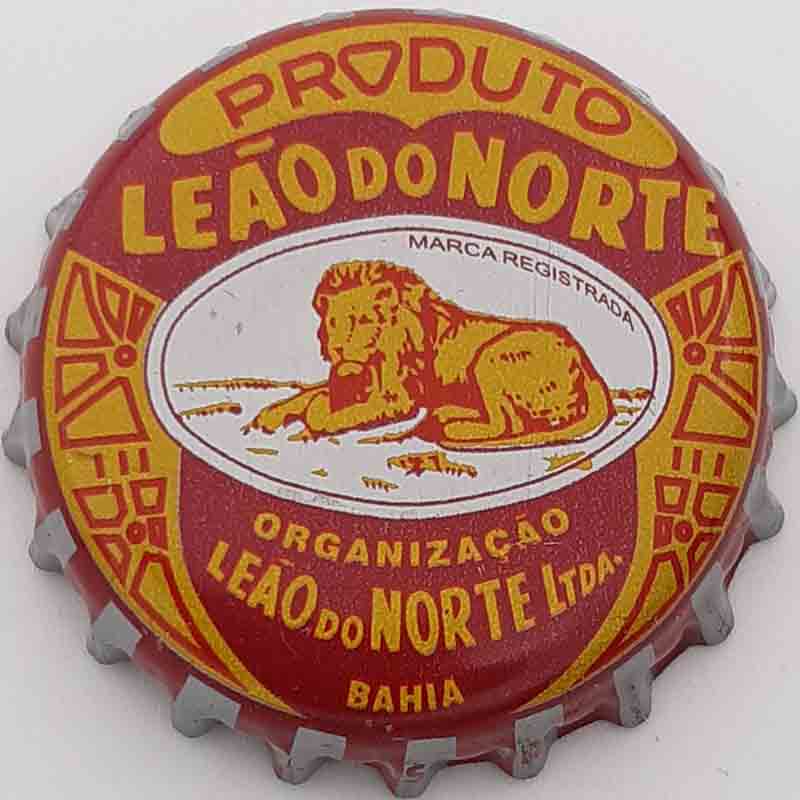 PRODUTO
LEÃO DO NORTE
MARCA REGISTRADA
ORGANIZAÇÃO
LEÃO DO NORTE LTDA.
BAHIA